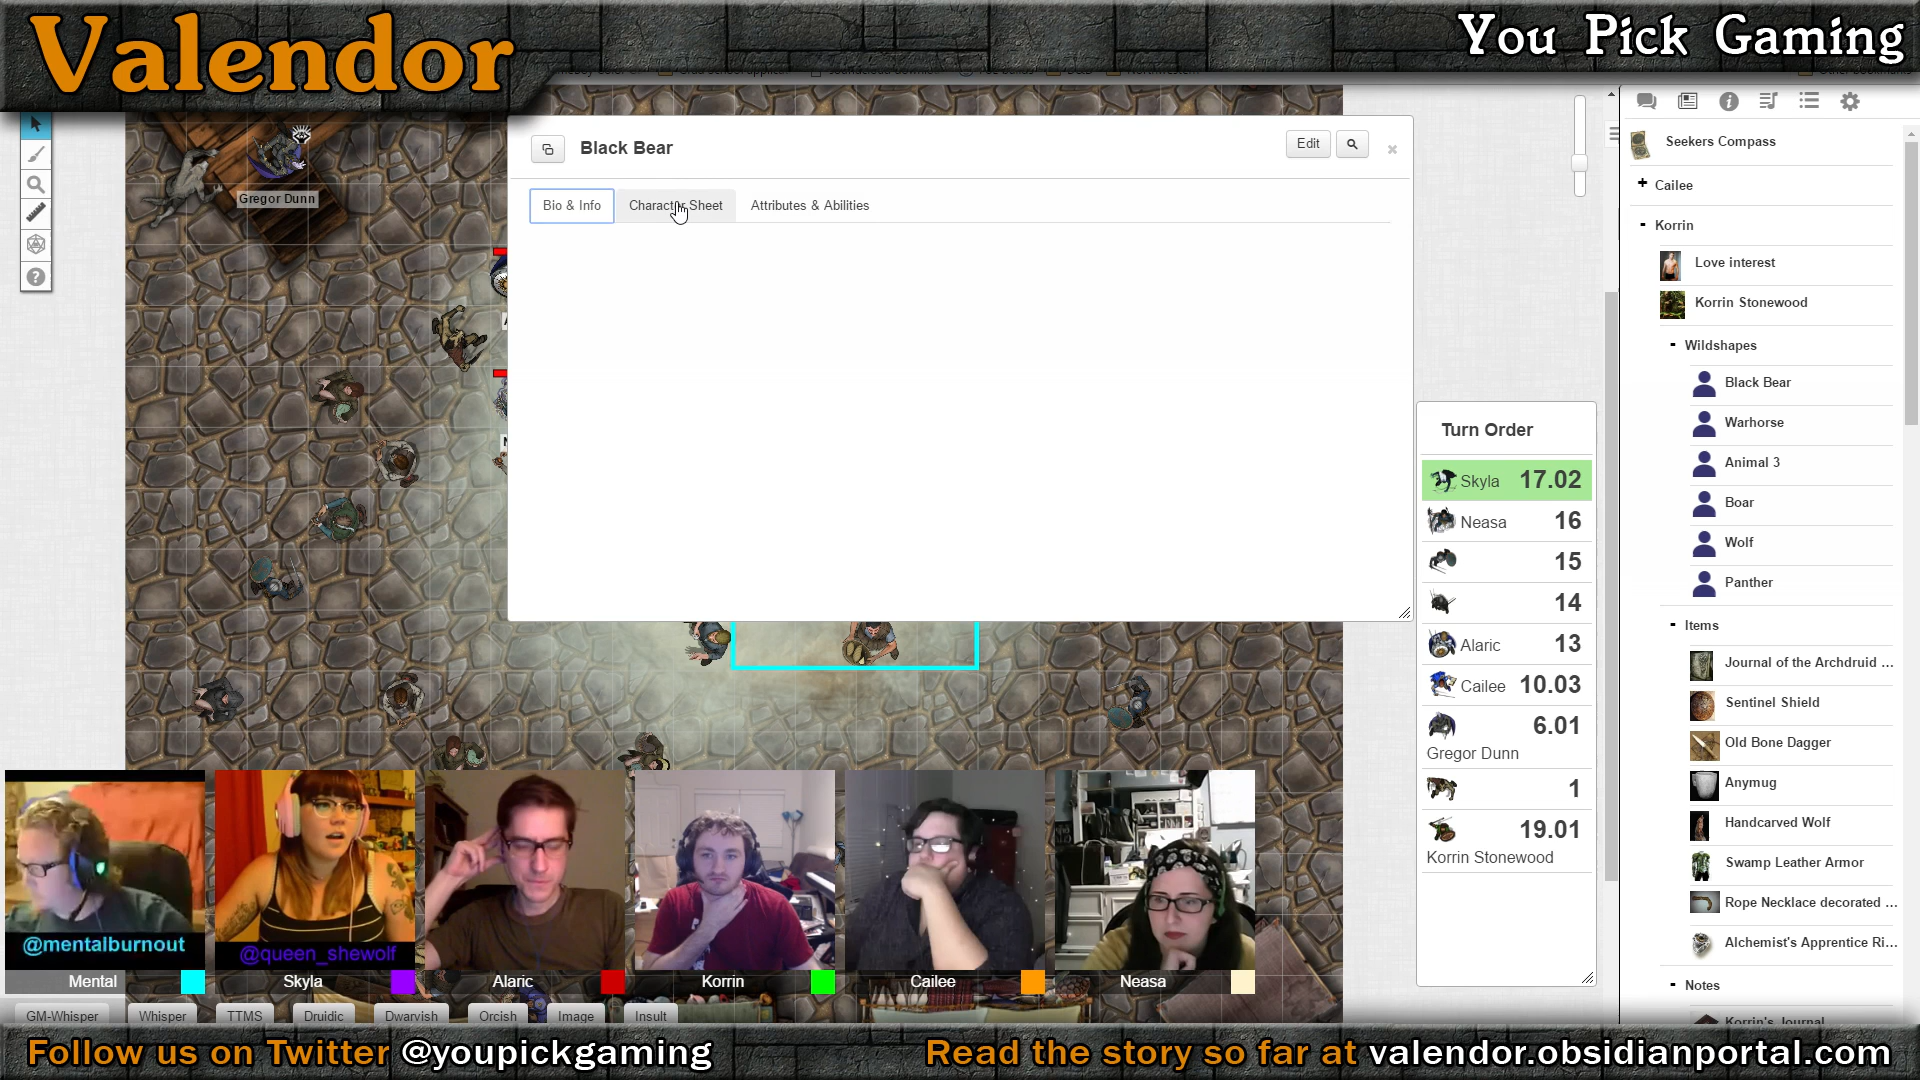 Valendor
You Pick Gaming
Gregor Dunn
Black Bear
Edit
Bio & Info
Character Sheet
Attributes & Abilities
Turn Order
Skyla 17.02
Neasa 16
15
14
Alaric 13
Cailee 10.03
6.01
Gregor Dunn
1
19.01
Korrin Stonewood
Seekers Compass
+ Cailee
- Korrin
Love interest
Korrin Stonewood
- Wildshapes
Black Bear
Warhorse
Animal 3
Boar
Wolf
Panther
- Items
Journal of the Archdruid ...
Sentinel Shield
Old Bone Dagger
Anymug
Handcarved Wolf
Swamp Leather Armor
Rope Necklace decorated ...
Alchemist's Apprentice Ri...
- Notes
Korrin's Journal
@mentalburnout
@queen_shewolf
Mental
Skyla
Alaric
Korrin
Cailee
Neasa
GM-Whisper
Whisper
TTMS
Druidic
Dwarvish
Orcish
Image
Insult
Follow us on Twitter @youpickgaming
Read the story so far at valendor.obsidianportal.com